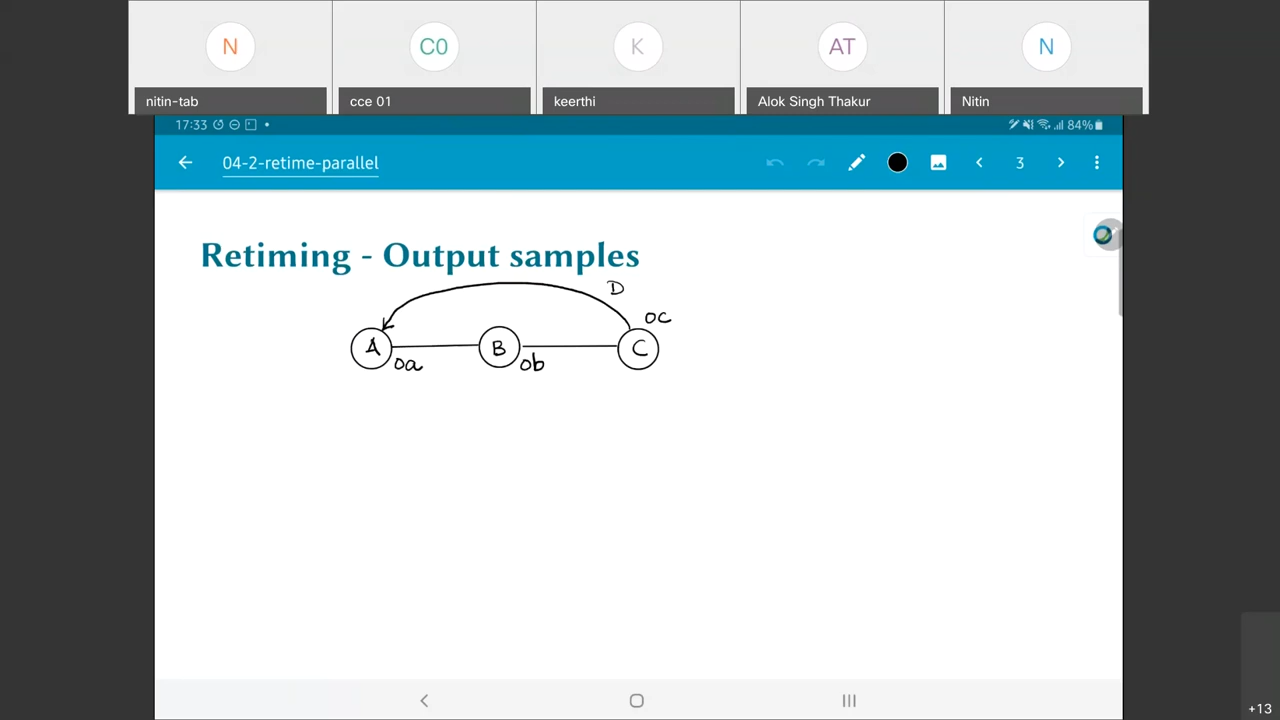 N C0 K AT N
nitin-tab cce 01 keerthi Alok Singh Thakur Nitin
17:33 84%
04-2-retime-parallel 3
Retiming - Output samples
D
oc
A B C
oa ob
+13